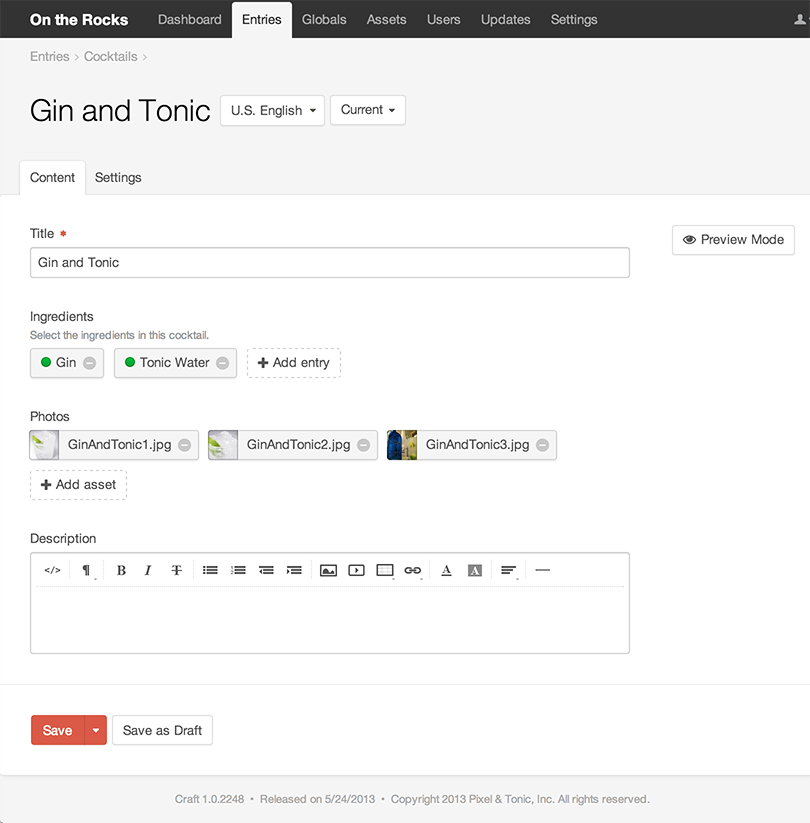 On the Rocks Dashboard Entries Globals Assets Users Updates Settings
Entries › Cocktails ›
Gin and Tonic U.S. English Current
Content Settings
Title *
Preview Mode
Gin and Tonic
Ingredients
Select the ingredients in this cocktail.
Gin Tonic Water + Add entry
Photos
GinAndTonic1.jpg GinAndTonic2.jpg GinAndTonic3.jpg
+ Add asset
Description
</> ¶ B I T A A
Save Save as Draft
Craft 1.0.2248 • Released on 5/24/2013 • Copyright 2013 Pixel & Tonic, Inc. All rights reserved.